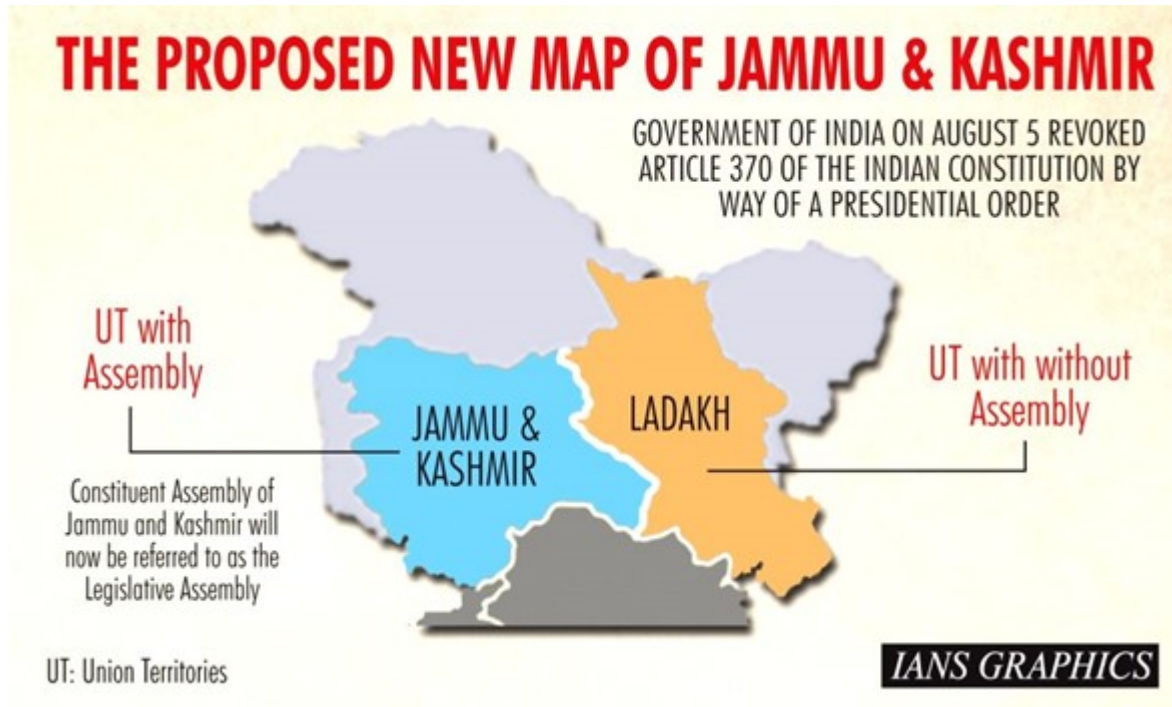 THE PROPOSED NEW MAP OF JAMMU & KASHMIR
GOVERNMENT OF INDIA ON AUGUST 5 REVOKED
ARTICLE 370 OF THE INDIAN CONSTITUTION BY
WAY OF A PRESIDENTIAL ORDER
UT with
Assembly
UT with without
Assembly
JAMMU &
KASHMIR
LADAKH
Constituent Assembly of
Jammu and Kashmir will
now be referred to as the
Legislative Assembly
UT: Union Territories
IANS GRAPHICS